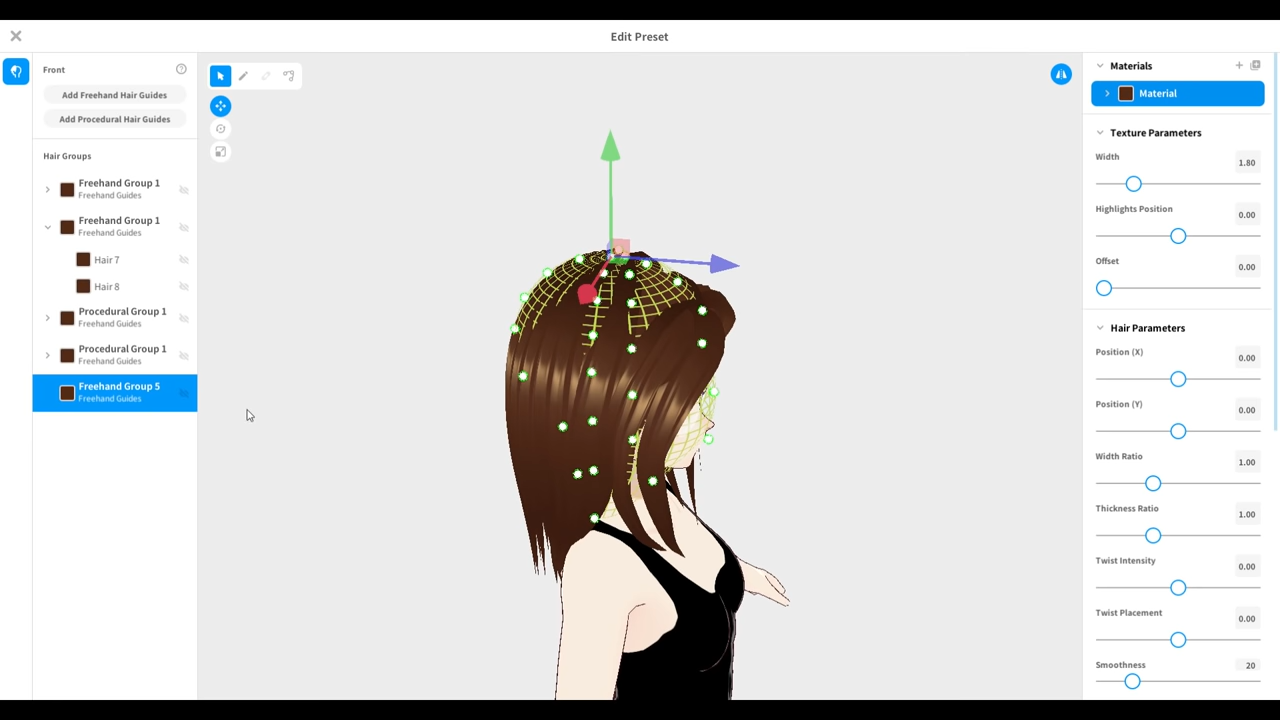 Edit Preset
Front
Add Freehand Hair Guides
Add Procedural Hair Guides
Hair Groups
Freehand Group 1
Freehand Guides
Freehand Group 1
Freehand Guides
Hair 7
Hair 8
Procedural Group 1
Freehand Guides
Procedural Group 1
Freehand Guides
Freehand Group 5
Freehand Guides
Materials
Material
Texture Parameters
Width
1.80
Highlights Position
0.00
Offset
0.00
Hair Parameters
Position (X)
0.00
Position (Y)
0.00
Width Ratio
1.00
Thickness Ratio
1.00
Twist Intensity
0.00
Twist Placement
0.00
Smoothness
20